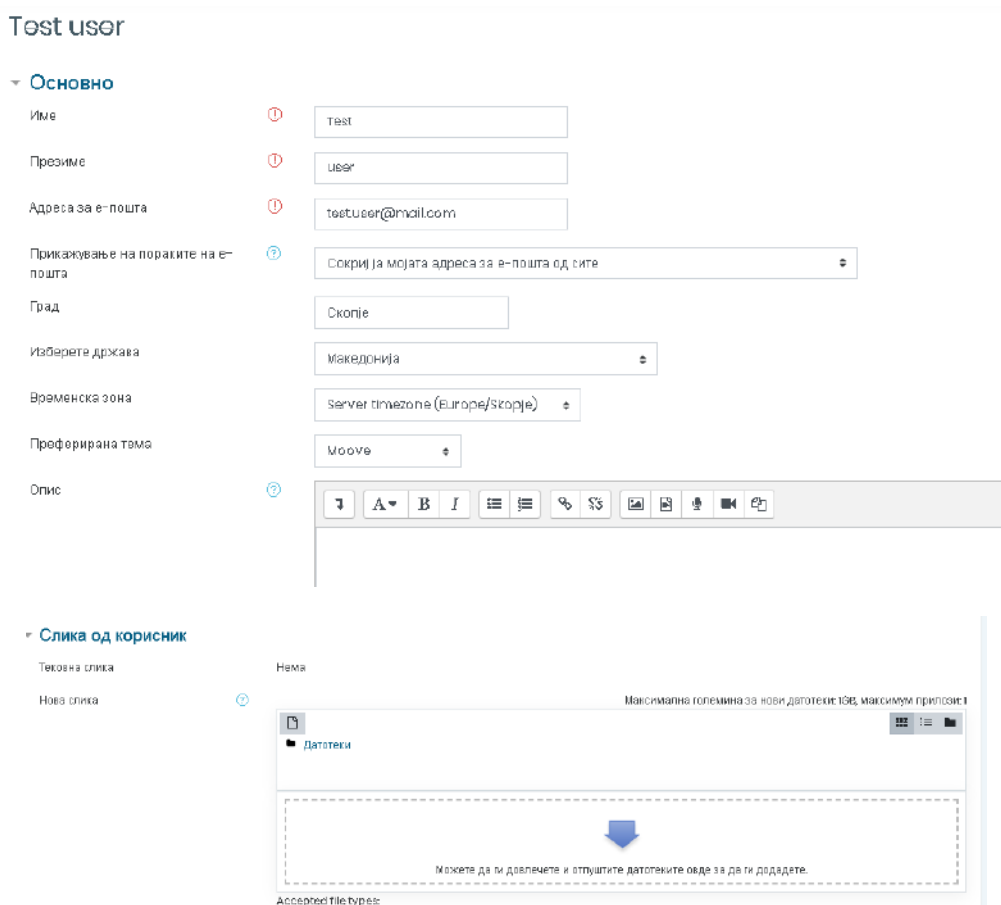 Test user
Основно
Име
Test
Презиме
user
Адреса за е-пошта
testuser@mail.com
Прикажување на пораките на е-
пошта
Сокриј ја мојата адреса за е-пошта од сите
Град
Скопје
Изберете држава
Македонија
Временска зона
Server timezone (Europe/Skopje)
Преферирана тема
Moove
Опис
Слика од корисник
Тековна слика
Нема
Нова слика
Максимална големина за нови датотеки: 1GB, максимум прилози: 1
Датотеки
Можете да ги довлечете и отпуштите датотеките овде за да ги додадете.
Accepted file types: